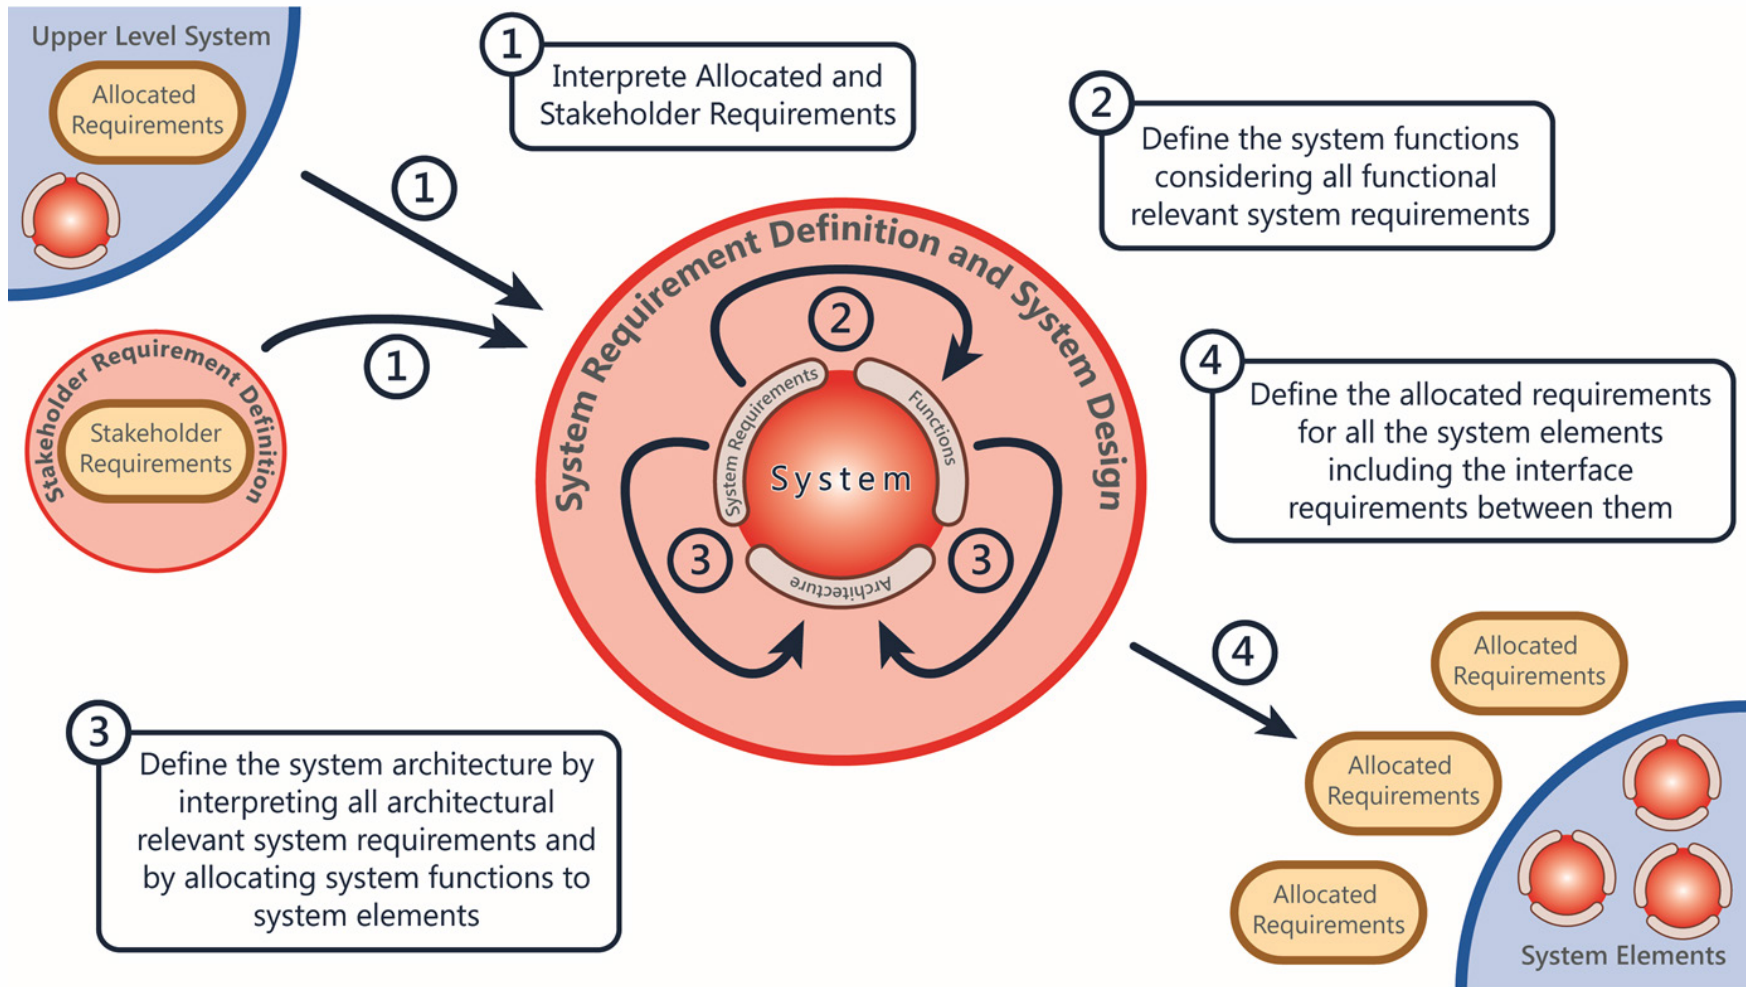 Upper Level System
Allocated
Requirements
1
Interprete Allocated and
Stakeholder Requirements
2
Define the system functions
considering all functional
relevant system requirements
1
1
Stakeholder Requirement Definition
Stakeholder
Requirements
System Requirement Definition and System Design
2
System Requirements
Functions
System
3
3
Architecture
4
Define the allocated requirements
for all the system elements
including the interface
requirements between them
4
3
Define the system architecture by
interpreting all architectural
relevant system requirements and
by allocating system functions to
system elements
Allocated
Requirements
Allocated
Requirements
Allocated
Requirements
System Elements